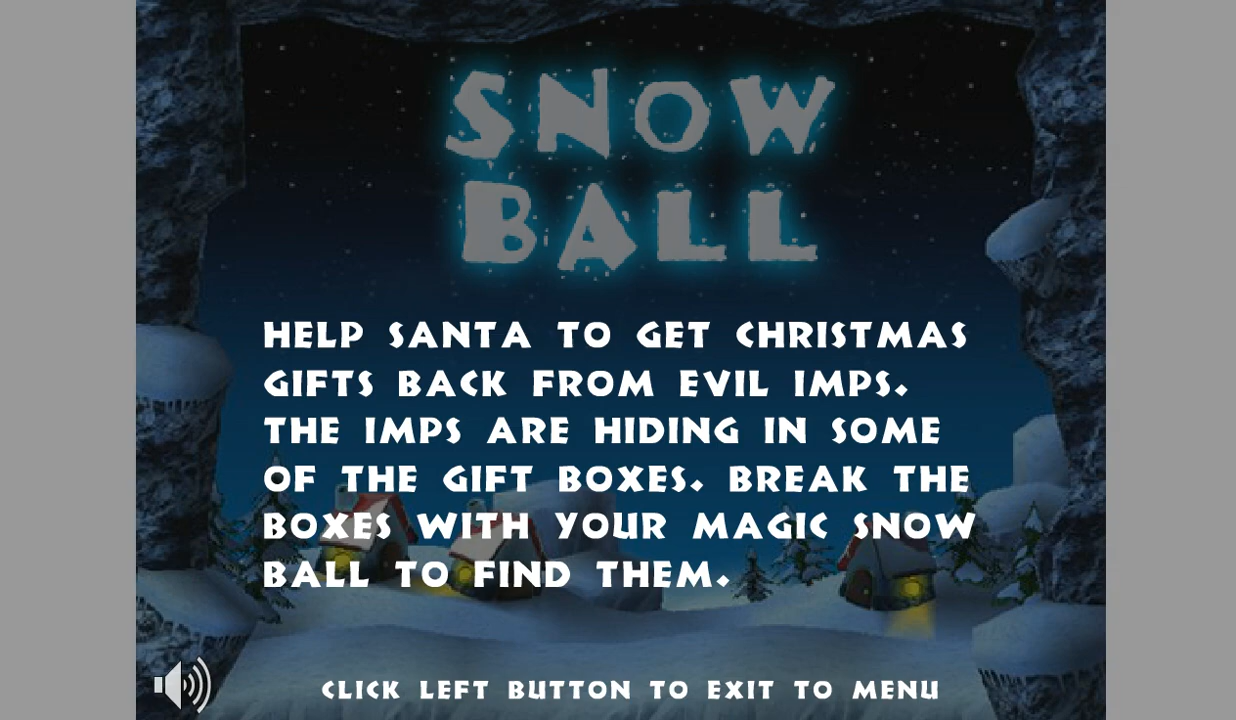 SNOW
BALL
HELP SANTA TO GET CHRISTMAS
GIFTS BACK FROM EVIL IMPS.
THE IMPS ARE HIDING IN SOME
OF THE GIFT BOXES. BREAK THE
BOXES WITH YOUR MAGIC SNOW
BALL TO FIND THEM.
CLICK LEFT BUTTON TO EXIT TO MENU